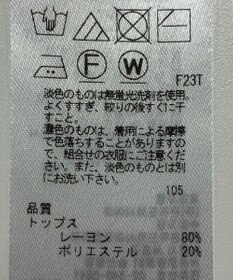 F W
F23T
淡色のものは無蛍光洗剤を使用。
よくすすぎ、絞りの後すぐに干
すこと。
濃色のものは、着用による摩擦
で色落ちすることがありますの
で、組合せの衣服にご注意くださ
い。また、淡色のものとは別
にお洗い下さい。
105
品質
トップス
レーヨン 80%
ポリエステル 20%